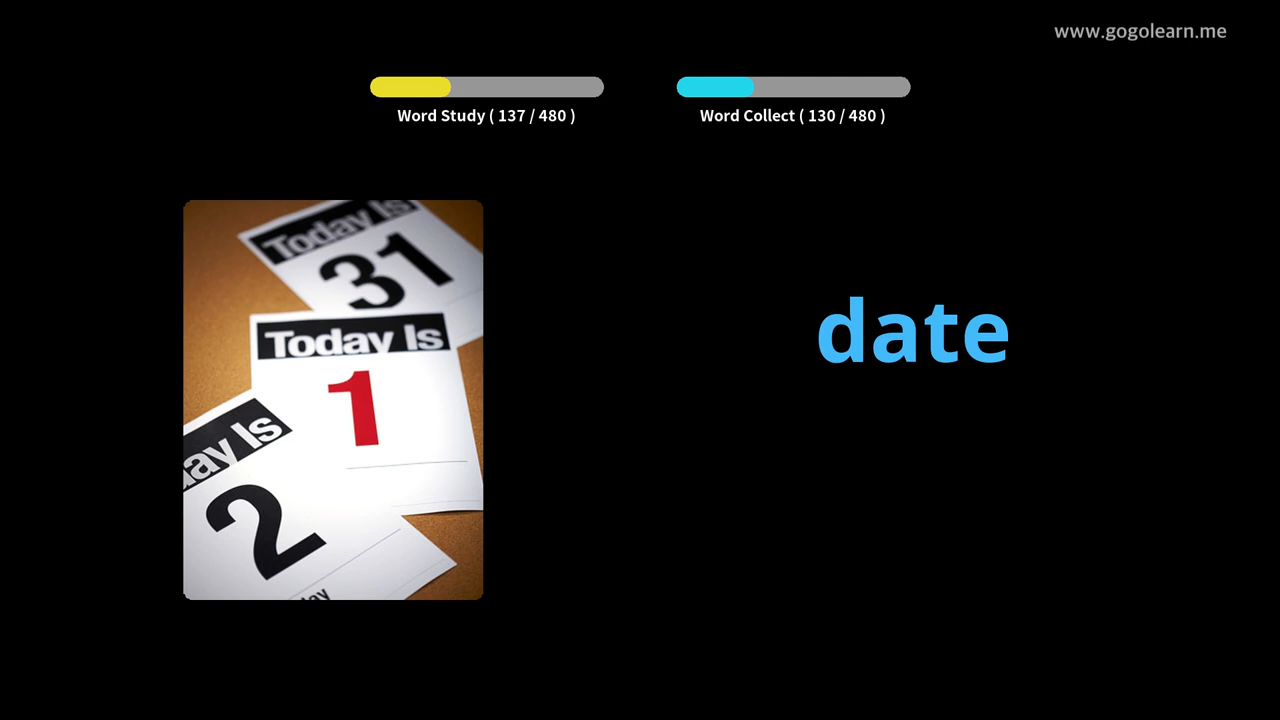 www.gogolearn.me
Word Study ( 137 / 480 )
Word Collect ( 130 / 480 )
Today Is
31
Today Is
1
day Is
2
date